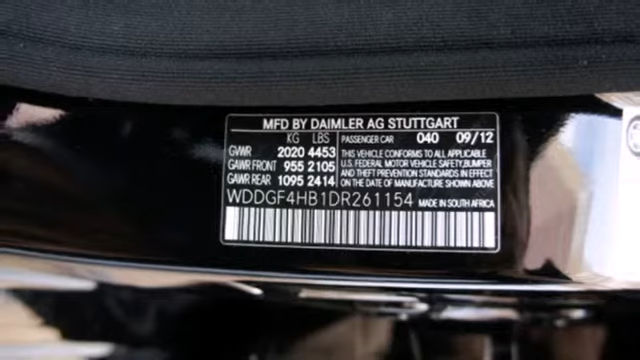 MFD BY DAIMLER AG STUTTGART
KG LBS PASSENGER CAR 040 09/12
GVWR 2020 4453 THIS VEHICLE CONFORMS TO ALL APPLICABLE
GAWR FRONT 955 2105 U.S. FEDERAL MOTOR VEHICLE SAFETY, BUMPER
GAWR REAR 1095 2414 AND THEFT PREVENTION STANDARDS IN EFFECT ON THE DATE OF MANUFACTURE SHOWN ABOVE
WDDGF4HB1DR261154 MADE IN SOUTH AFRICA